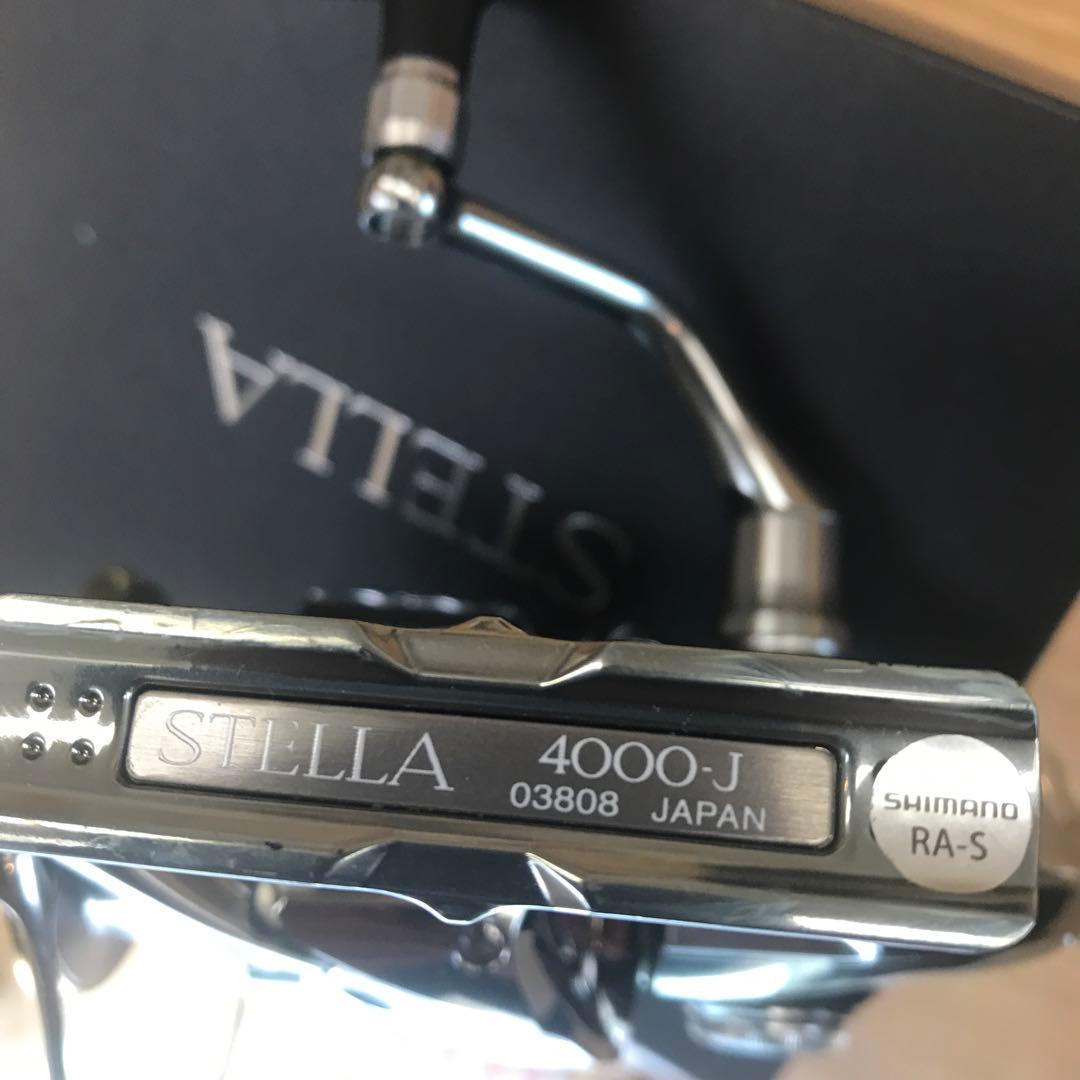 STELLA
STELLA 4000-J
03808 JAPAN
SHIMANO
RA-S